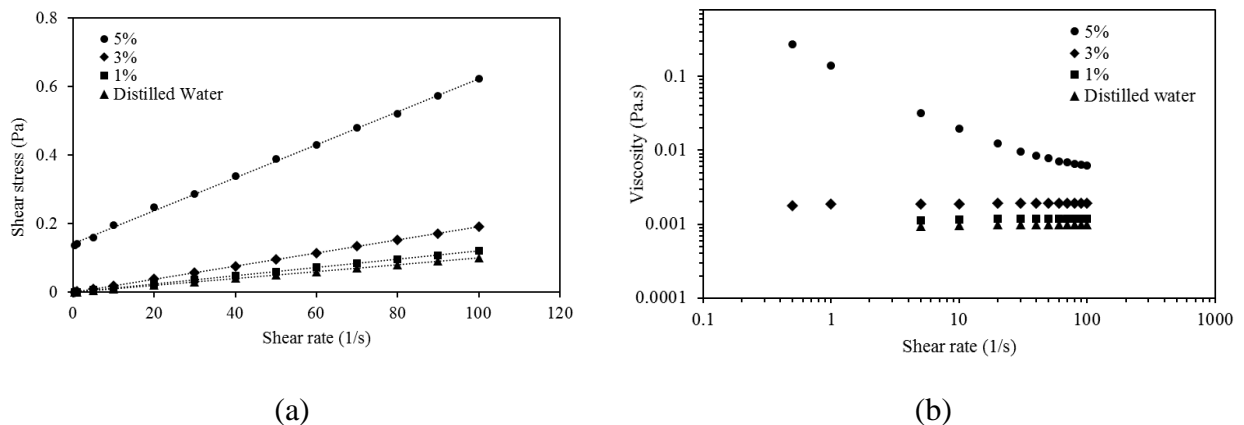 0.8
5%
3%
1%
Distilled Water
0.6
0.4
0.2
0
Shear stress (Pa)
0 20 40 60 80 100 120
Shear rate (1/s)
(a)
5%
3%
1%
Distilled water
0.1
0.01
0.001
0.0001
Viscosity (Pa.s)
0.1 1 10 100 1000
Shear rate (1/s)
(b)